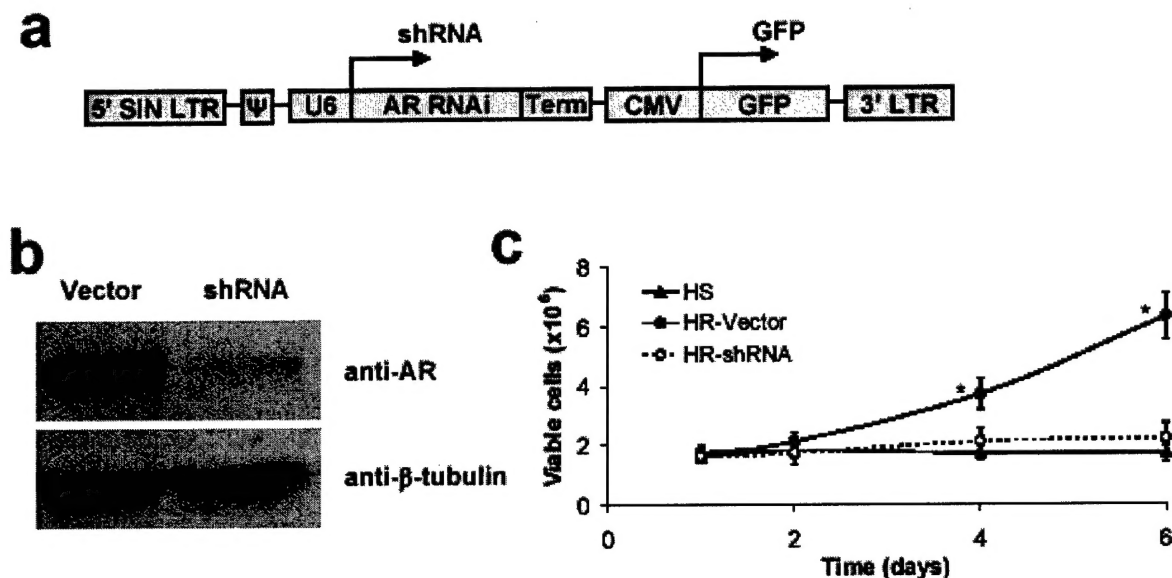 a
shRNA
GFP
5' SIN LTR
Ψ
U6
AR RNAi
Term
CMV
GFP
3' LTR
b
Vector
shRNA
anti-AR
anti-β-tubulin
c
Viable cells (x10⁶)
8
6
4
2
0
HS
HR-Vector
HR-shRNA
*
*
0
2
4
6
Time (days)